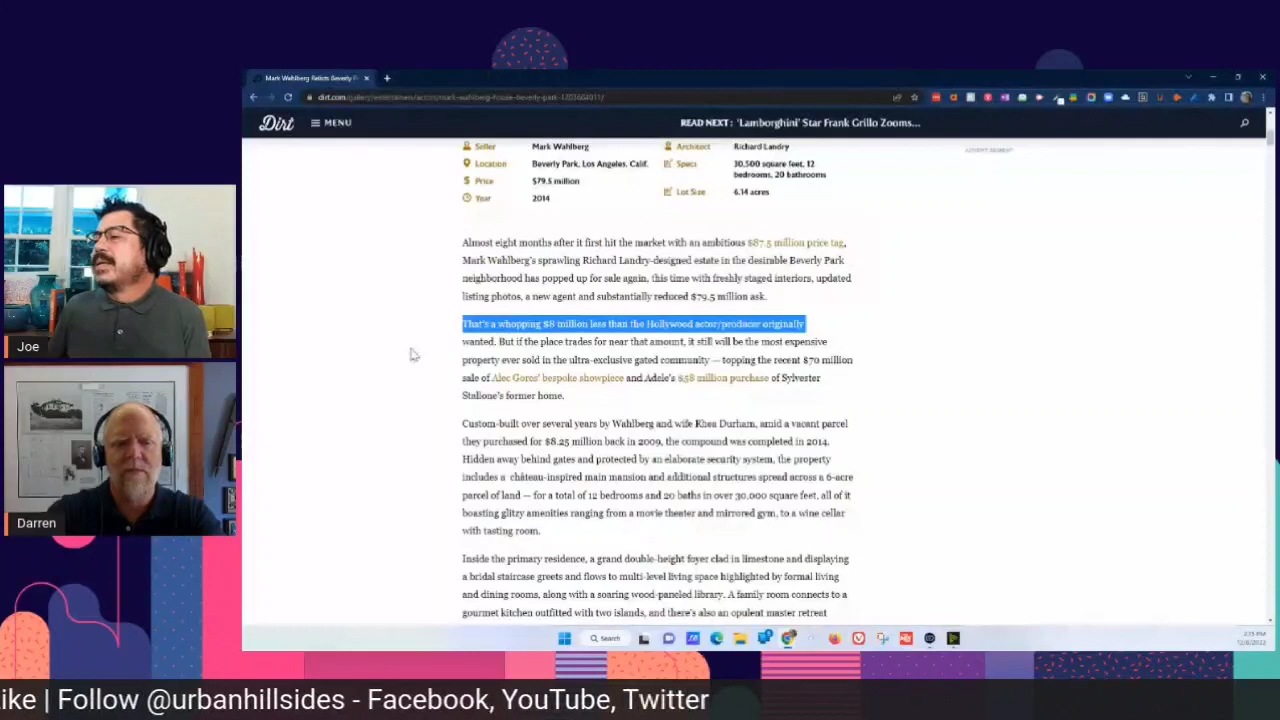 Mark Wahlberg Relists Beverly P
Dirt
MENU
READ NEXT: 'Lamborghini' Star Frank Grillo Zooms...
Seller Mark Wahlberg
Location Beverly Park, Los Angeles, Calif.
Price $79.5 million
Year 2014
Architect Richard Landry
Specs 30,500 square feet, 12
bedrooms, 20 bathrooms
Lot Size 6.14 acres
ADVERTISEMENT
Almost eight months after it first hit the market with an ambitious $87.5 million price tag,
Mark Wahlberg's sprawling Richard Landry-designed estate in the desirable Beverly Park
neighborhood has popped up for sale again, this time with freshly staged interiors, updated
listing photos, a new agent and substantially reduced $79.5 million ask.
That's a whopping $8 million less than the Hollywood actor/producer originally
wanted. But if the place trades for near that amount, it still will be the most expensive
property ever sold in the ultra-exclusive gated community — topping the recent $70 million
sale of Alec Gores' bespoke showpiece and Adele's $58 million purchase of Sylvester
Stallone's former home.
Custom-built over several years by Wahlberg and wife Rhea Durham, amid a vacant parcel
they purchased for $8.25 million back in 2009, the compound was completed in 2014.
Hidden away behind gates and protected by an elaborate security system, the property
includes a château-inspired main mansion and additional structures spread across a 6-acre
parcel of land — for a total of 12 bedrooms and 20 baths in over 30,000 square feet, all of it
boasting glitzy amenities ranging from a movie theater and mirrored gym, to a wine cellar
with tasting room.
Inside the primary residence, a grand double-height foyer clad in limestone and displaying
a bridal staircase greets and flows to multi-level living space highlighted by formal living
and dining rooms, along with a soaring wood-paneled library. A family room connects to a
gourmet kitchen outfitted with two islands, and there's also an opulent master retreat
Joe
Darren
Search
ike | Follow @urbanhillsides - Facebook, YouTube, Twitter